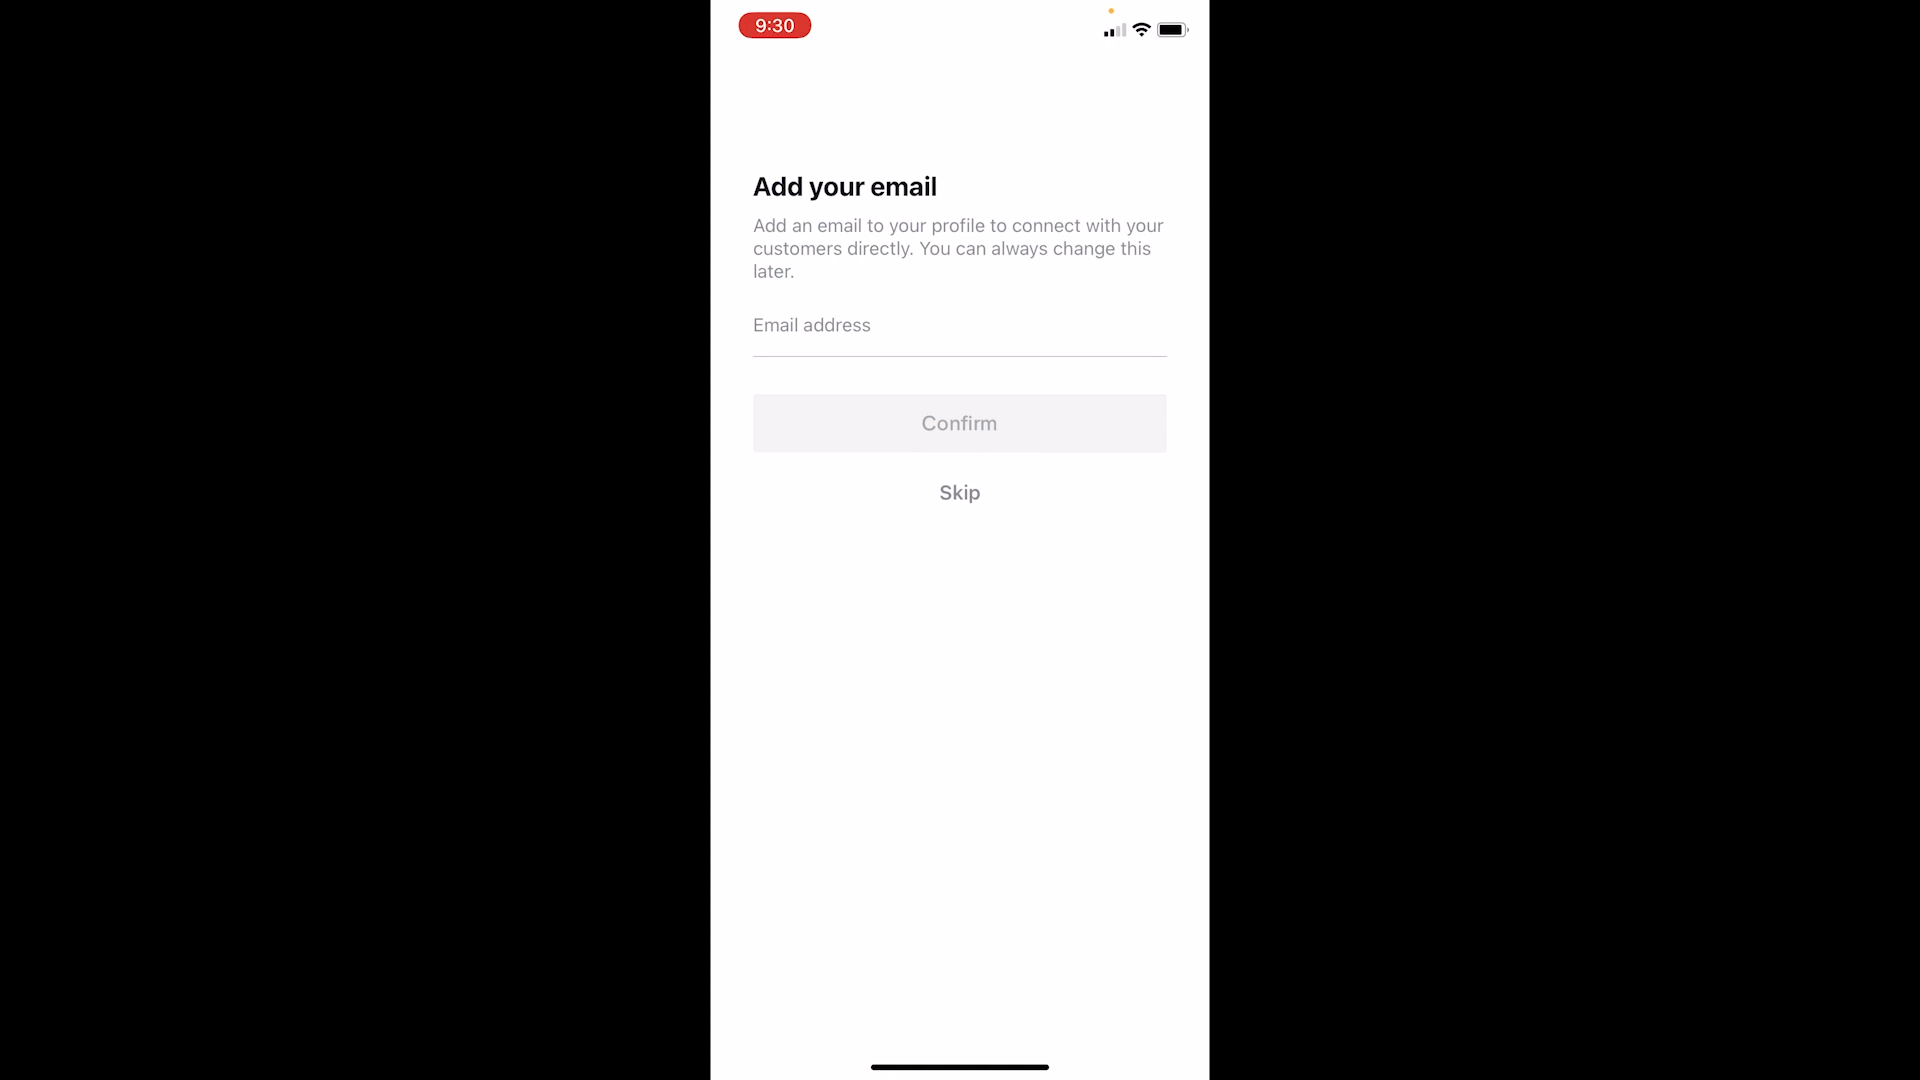 9:30
Add your email
Add an email to your profile to connect with your
customers directly. You can always change this
later.
Email address
Confirm
Skip